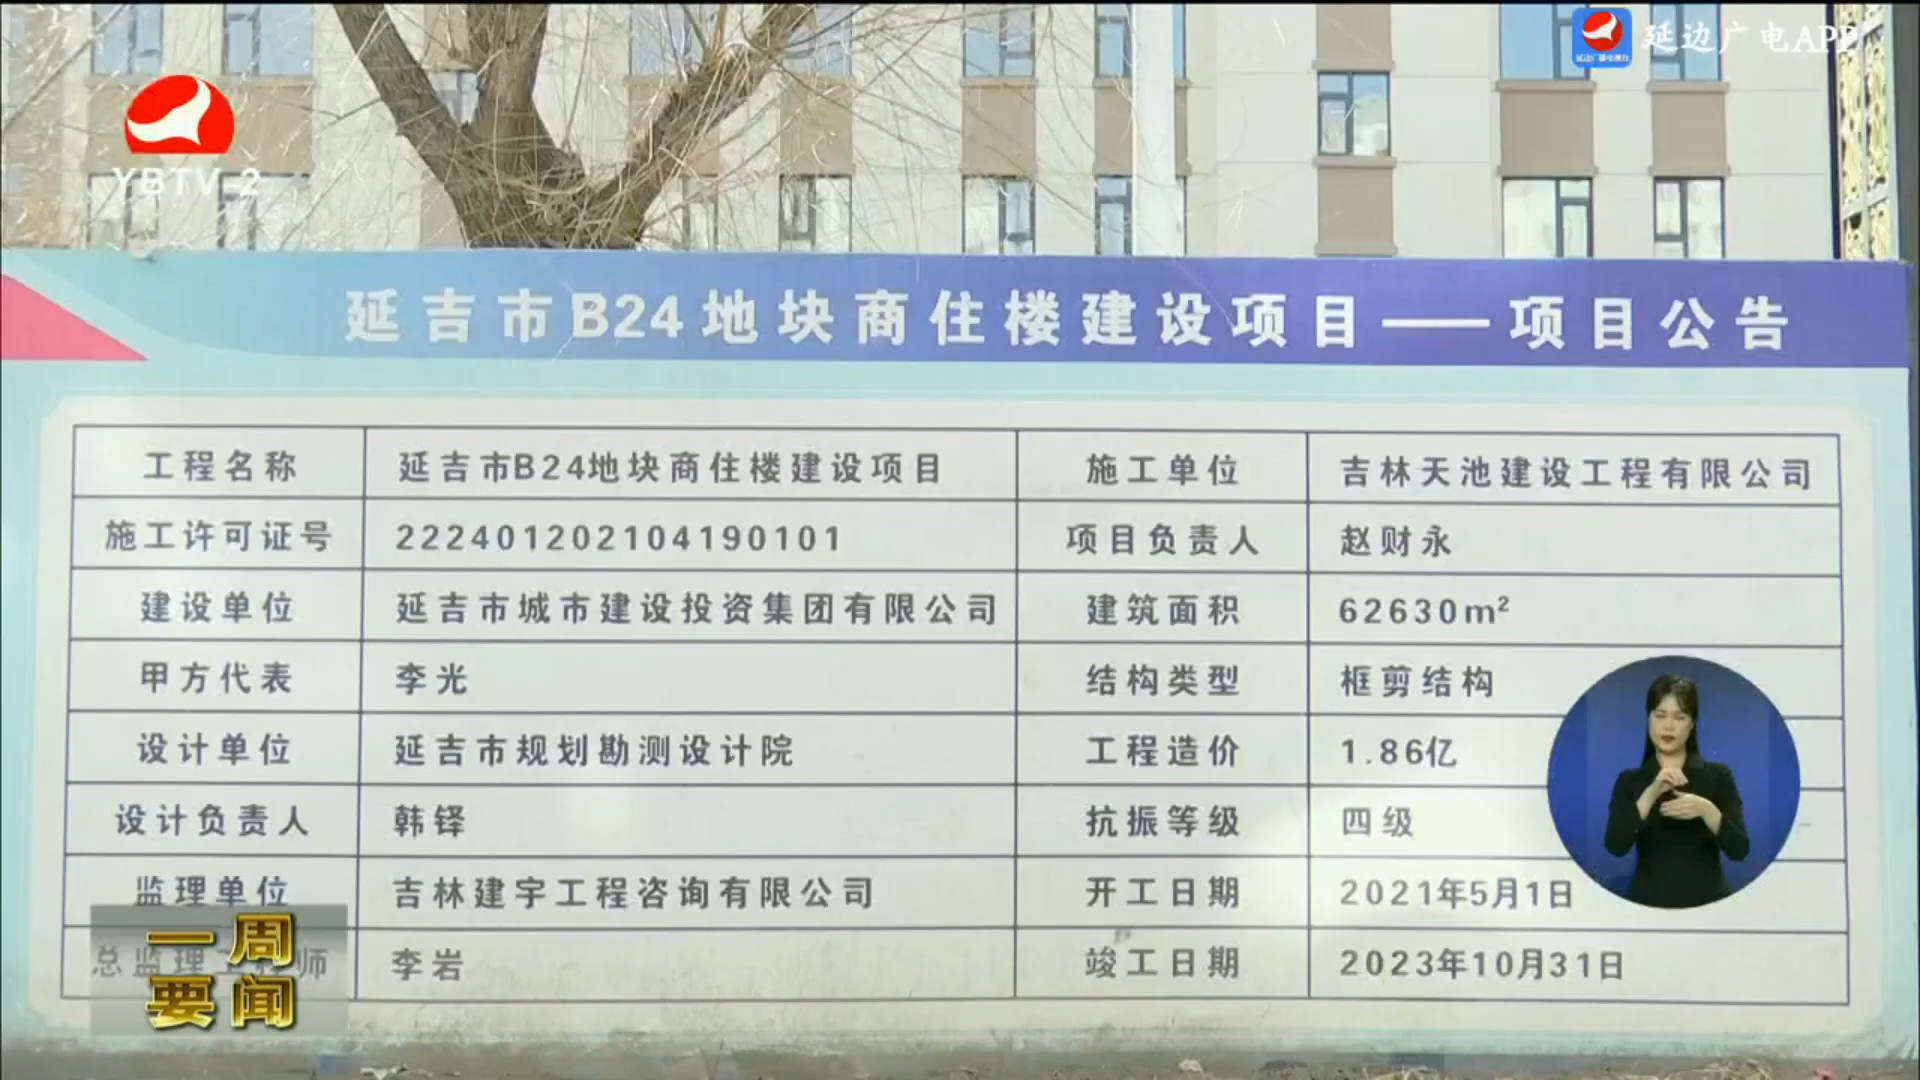 延边广电APP
YBTV-2
延吉市B24地块商住楼建设项目——项目公告
工程名称 延吉市B24地块商住楼建设项目 施工单位 吉林天池建设工程有限公司
施工许可证号 222401202104190101 项目负责人 赵财永
建设单位 延吉市城市建设投资集团有限公司 建筑面积 62630m²
甲方代表 李光 结构类型 框剪结构
设计单位 延吉市规划勘测设计院 工程造价 1.86亿
设计负责人 韩铎 抗振等级 四级
监理单位 吉林建宇工程咨询有限公司 开工日期 2021年5月1日
总监理工程师 李岩 竣工日期 2023年10月31日
一周
要闻